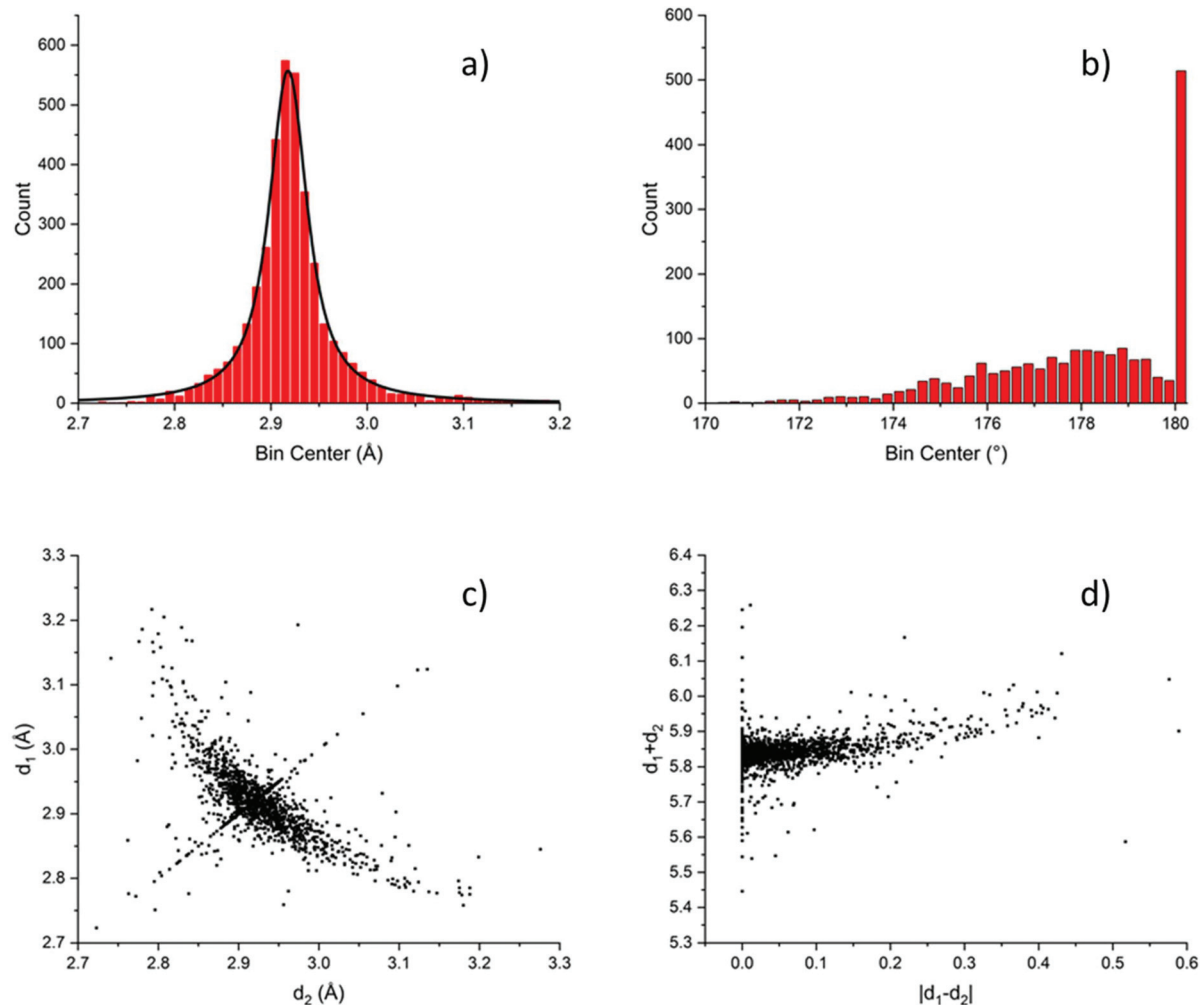 a)
600
500
400
300
200
100
0
Count
2.7 2.8 2.9 3.0 3.1 3.2
Bin Center (Å)
b)
600
500
400
300
200
100
0
Count
170 172 174 176 178 180
Bin Center (°)
c)
3.3
3.2
3.1
3.0
2.9
2.8
2.7
d₁ (Å)
2.7 2.8 2.9 3.0 3.1 3.2 3.3
d₂ (Å)
d)
6.4
6.3
6.2
6.1
6.0
5.9
5.8
5.7
5.6
5.5
5.4
5.3
d₁+d₂
0.0 0.1 0.2 0.3 0.4 0.5 0.6
|d₁-d₂|